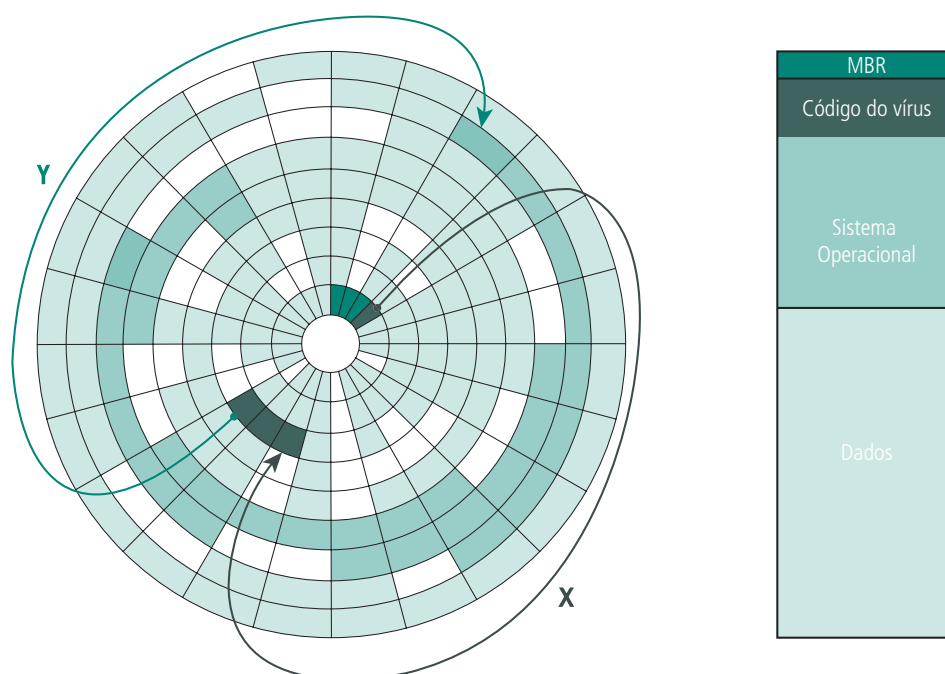 Y
X
MBR
Código do vírus
Sistema
Operacional
Dados